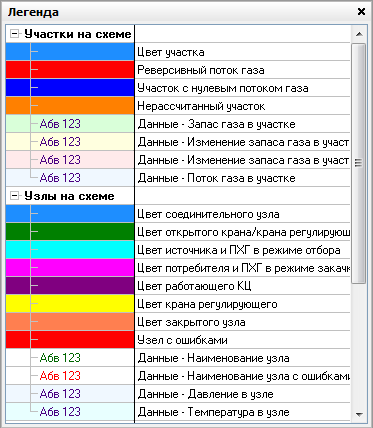 Легенда
Участки на схеме
Цвет участка
Реверсивный поток газа
Участок с нулевым потоком газа
Нерассчитанный участок
Абв 123 Данные - Запас газа в участке
Абв 123 Данные - Изменение запаса газа в участ
Абв 123 Данные - Изменение запаса газа в участ
Абв 123 Данные - Поток газа в участке
Узлы на схеме
Цвет соединительного узла
Цвет открытого крана/крана регулирующ
Цвет источника и ПХГ в режиме отбора
Цвет потребителя и ПХГ в режиме закачк
Цвет работающего КЦ
Цвет крана регулирующего
Цвет закрытого узла
Узел с ошибками
Абв 123 Данные - Наименование узла
Абв 123 Данные - Наименование узла с ошибками
Абв 123 Данные - Давление в узле
Абв 123 Данные - Температура в узле